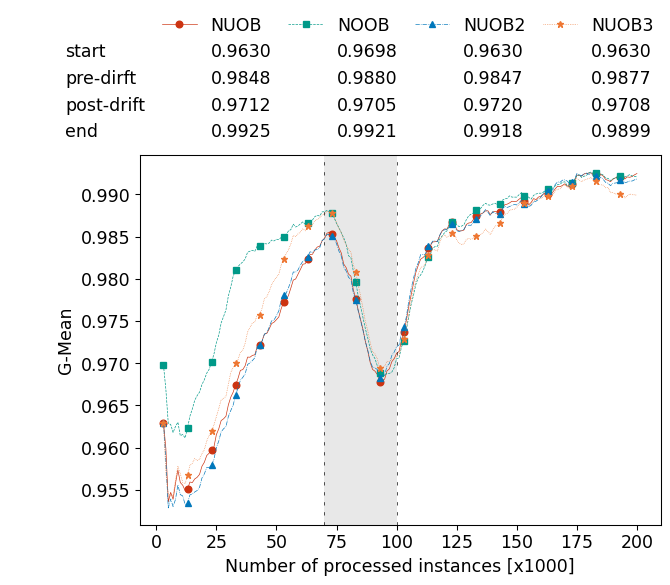 NUOB NOOB NUOB2 NUOB3
start 0.9630 0.9698 0.9630 0.9630
pre-dirft 0.9848 0.9880 0.9847 0.9877
post-drift 0.9712 0.9705 0.9720 0.9708
end 0.9925 0.9921 0.9918 0.9899
0.990
0.985
0.980
0.975
0.970
0.965
0.960
0.955
G-Mean
0 25 50 75 100 125 150 175 200
Number of processed instances [x1000]